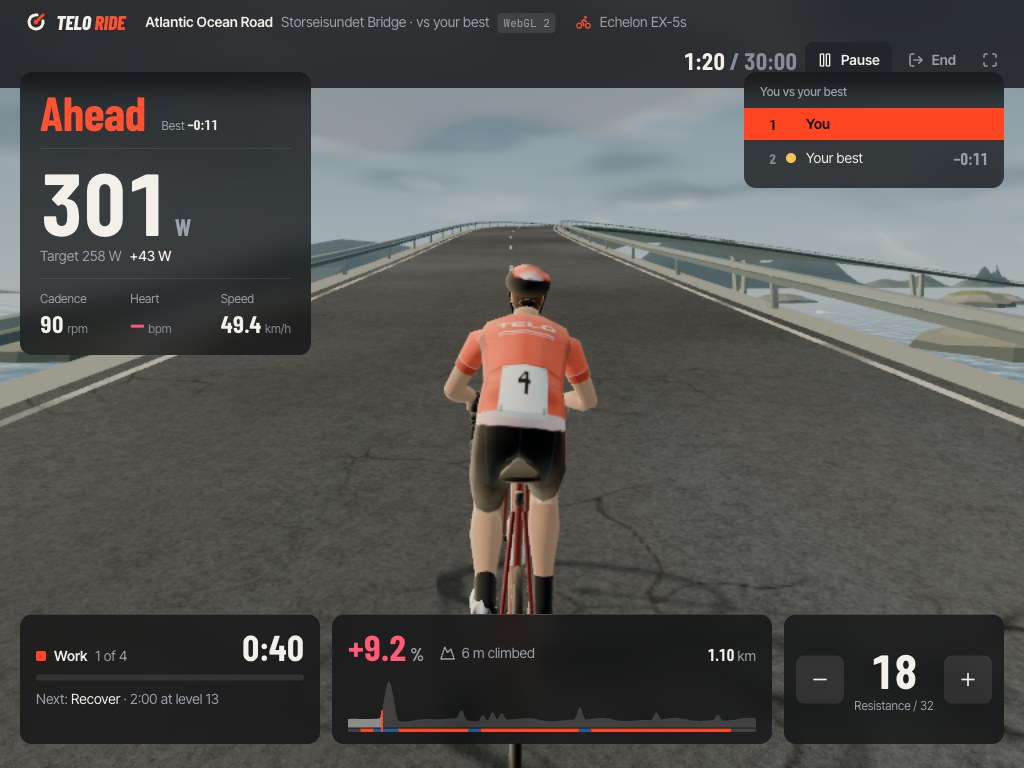 TELO RIDE Atlantic Ocean Road Storseisundet Bridge · vs your best WebGL 2 Echelon EX-5s
1:20 / 30:00 Pause End
Ahead Best −0:11
301 W
Target 258 W +43 W
Cadence Heart Speed
90 rpm — bpm 49.4 km/h
You vs your best
1 You
2 Your best −0:11
TELO
4
Work 1 of 4 0:40
Next: Recover · 2:00 at level 13
+9.2 % 6 m climbed 1.10 km
− 18 +
Resistance / 32